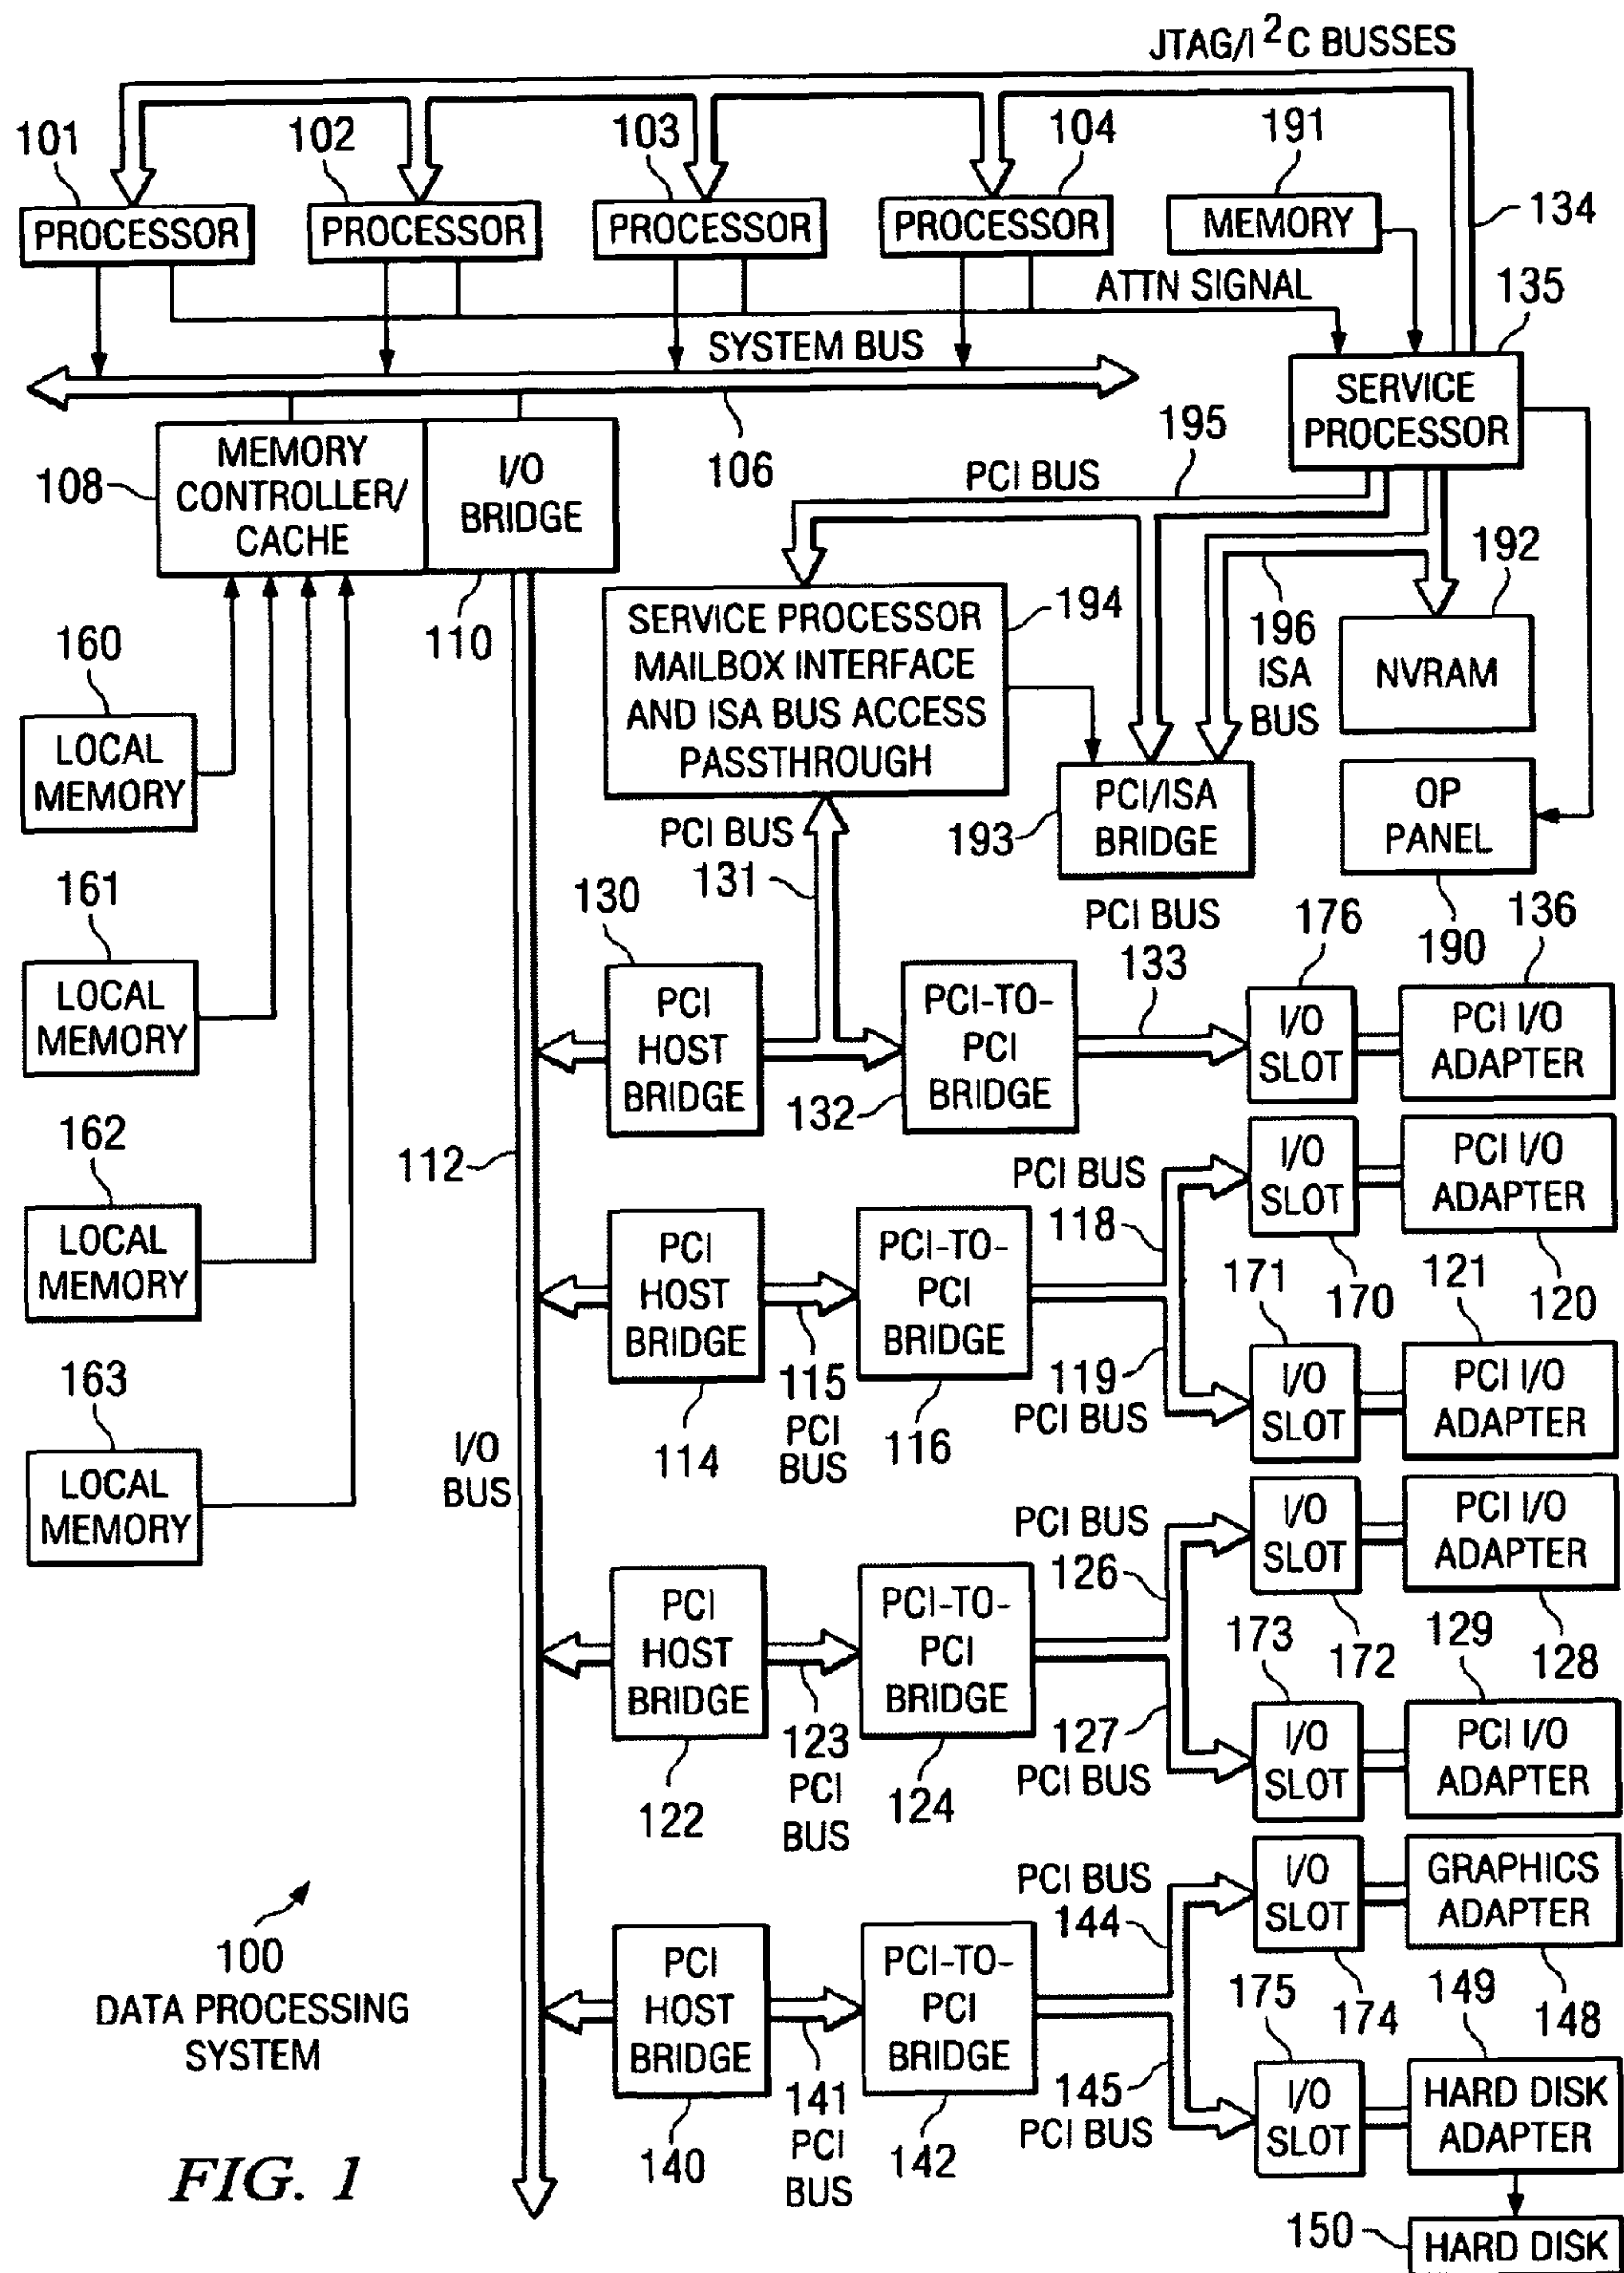 JTAG/I²C BUSSES
101
102
103
104
191
134
PROCESSOR
PROCESSOR
PROCESSOR
PROCESSOR
MEMORY
ATTN SIGNAL
135
SYSTEM BUS
SERVICE
PROCESSOR
106
195
PCI BUS
108
MEMORY
CONTROLLER/
CACHE
I/O
BRIDGE
110
192
194
SERVICE PROCESSOR
MAILBOX INTERFACE
AND ISA BUS ACCESS
PASSTHROUGH
196
ISA
BUS
NVRAM
160
LOCAL
MEMORY
PCI BUS
131
193
PCI/ISA
BRIDGE
OP
PANEL
190
161
LOCAL
MEMORY
130
PCI
HOST
BRIDGE
PCI-TO-
PCI
BRIDGE
132
PCI BUS
133
176
I/O
SLOT
136
PCI I/O
ADAPTER
162
LOCAL
MEMORY
112
PCI
HOST
BRIDGE
114
115
PCI
BUS
PCI-TO-
PCI
BRIDGE
116
PCI BUS
118
I/O
SLOT
170
PCI I/O
ADAPTER
120
119
PCI BUS
171
I/O
SLOT
121
PCI I/O
ADAPTER
163
LOCAL
MEMORY
I/O
BUS
PCI
HOST
BRIDGE
122
123
PCI
BUS
PCI-TO-
PCI
BRIDGE
124
PCI BUS
126
I/O
SLOT
172
PCI I/O
ADAPTER
128
127
PCI BUS
173
I/O
SLOT
129
PCI I/O
ADAPTER
100
DATA PROCESSING
SYSTEM
PCI
HOST
BRIDGE
140
141
PCI
BUS
PCI-TO-
PCI
BRIDGE
142
PCI BUS
144
I/O
SLOT
174
GRAPHICS
ADAPTER
148
145
PCI BUS
175
I/O
SLOT
149
HARD DISK
ADAPTER
150
HARD DISK
FIG. 1